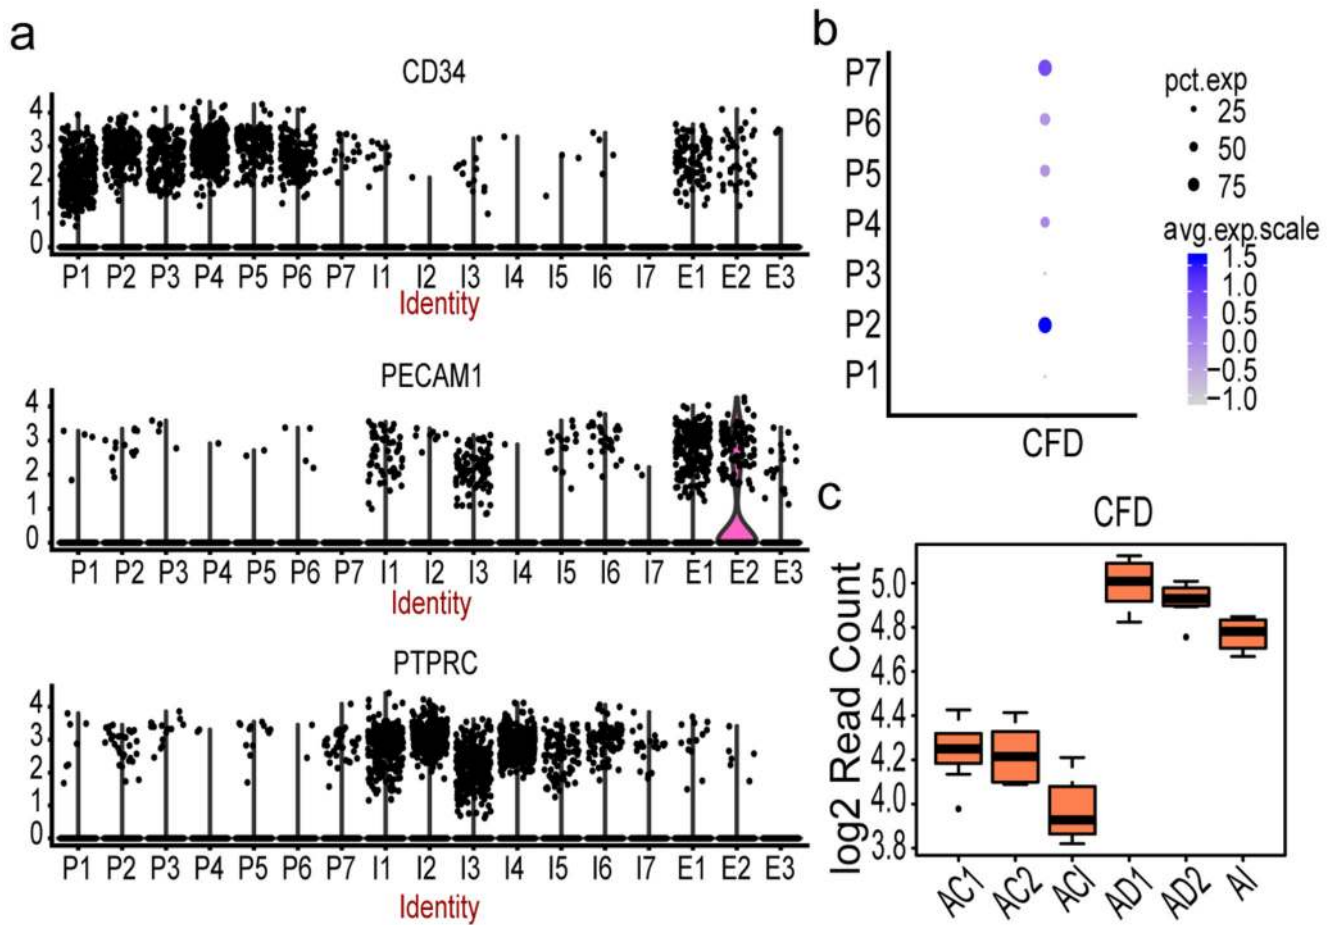 a
CD34
4
3
2
1
0
P1 P2 P3 P4 P5 P6 P7 I1 I2 I3 I4 I5 I6 I7 E1 E2 E3
Identity
PECAM1
4
3
2
1
0
P1 P2 P3 P4 P5 P6 P7 I1 I2 I3 I4 I5 I6 I7 E1 E2 E3
Identity
PTPRC
4
3
2
1
0
P1 P2 P3 P4 P5 P6 P7 I1 I2 I3 I4 I5 I6 I7 E1 E2 E3
Identity
b
P7
P6
P5
P4
P3
P2
P1
CFD
pct.exp
25
50
75
avg.exp.scale
1.5
1.0
0.5
0.0
−0.5
−1.0
c
CFD
log2 Read Count
5.0
4.8
4.6
4.4
4.2
4.0
3.8
AC1 AC2 ACI AD1 AD2 AI